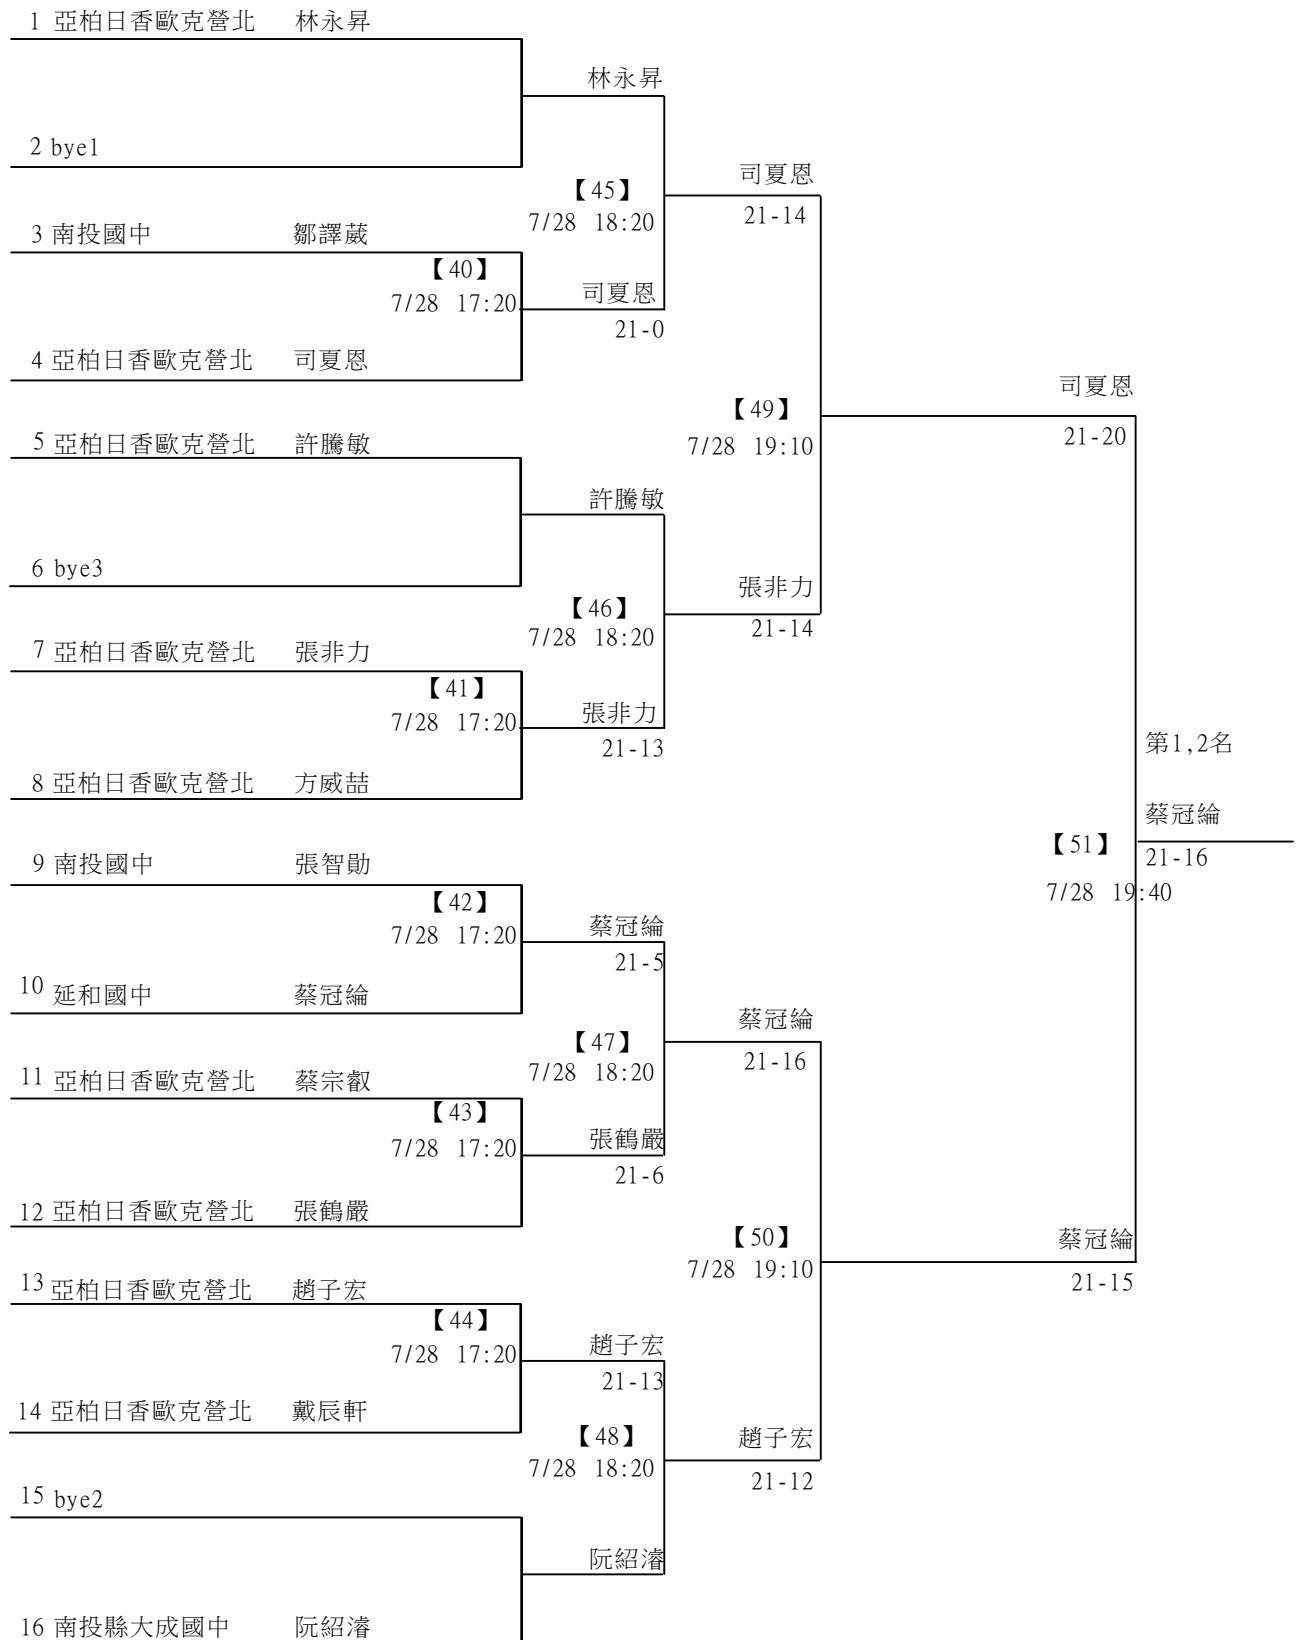 1 亞柏日香歐克營北 林永昇
林永昇
2 bye1
司夏恩
【45】
7/28 18:20
21-14
3 南投國中 鄒譯葳
【40】
7/28 17:20
司夏恩
21-0
4 亞柏日香歐克營北 司夏恩
司夏恩
【49】
7/28 19:10
21-20
5 亞柏日香歐克營北 許騰敏
許騰敏
6 bye3
張非力
【46】
7/28 18:20
21-14
7 亞柏日香歐克營北 張非力
【41】
7/28 17:20
張非力
21-13
8 亞柏日香歐克營北 方威喆
第1,2名
蔡冠綸
【51】
21-16
7/28 19:40
9 南投國中 張智勛
【42】
7/28 17:20
蔡冠綸
21-5
10 延和國中 蔡冠綸
蔡冠綸
【47】
7/28 18:20
21-16
11 亞柏日香歐克營北 蔡宗叡
【43】
7/28 17:20
張鶴嚴
21-6
12 亞柏日香歐克營北 張鶴嚴
【50】
7/28 19:10
蔡冠綸
21-15
13 亞柏日香歐克營北 趙子宏
【44】
7/28 17:20
趙子宏
21-13
14 亞柏日香歐克營北 戴辰軒
【48】
7/28 18:20
趙子宏
21-12
15 bye2
阮紹濬
16 南投縣大成國中 阮紹濬